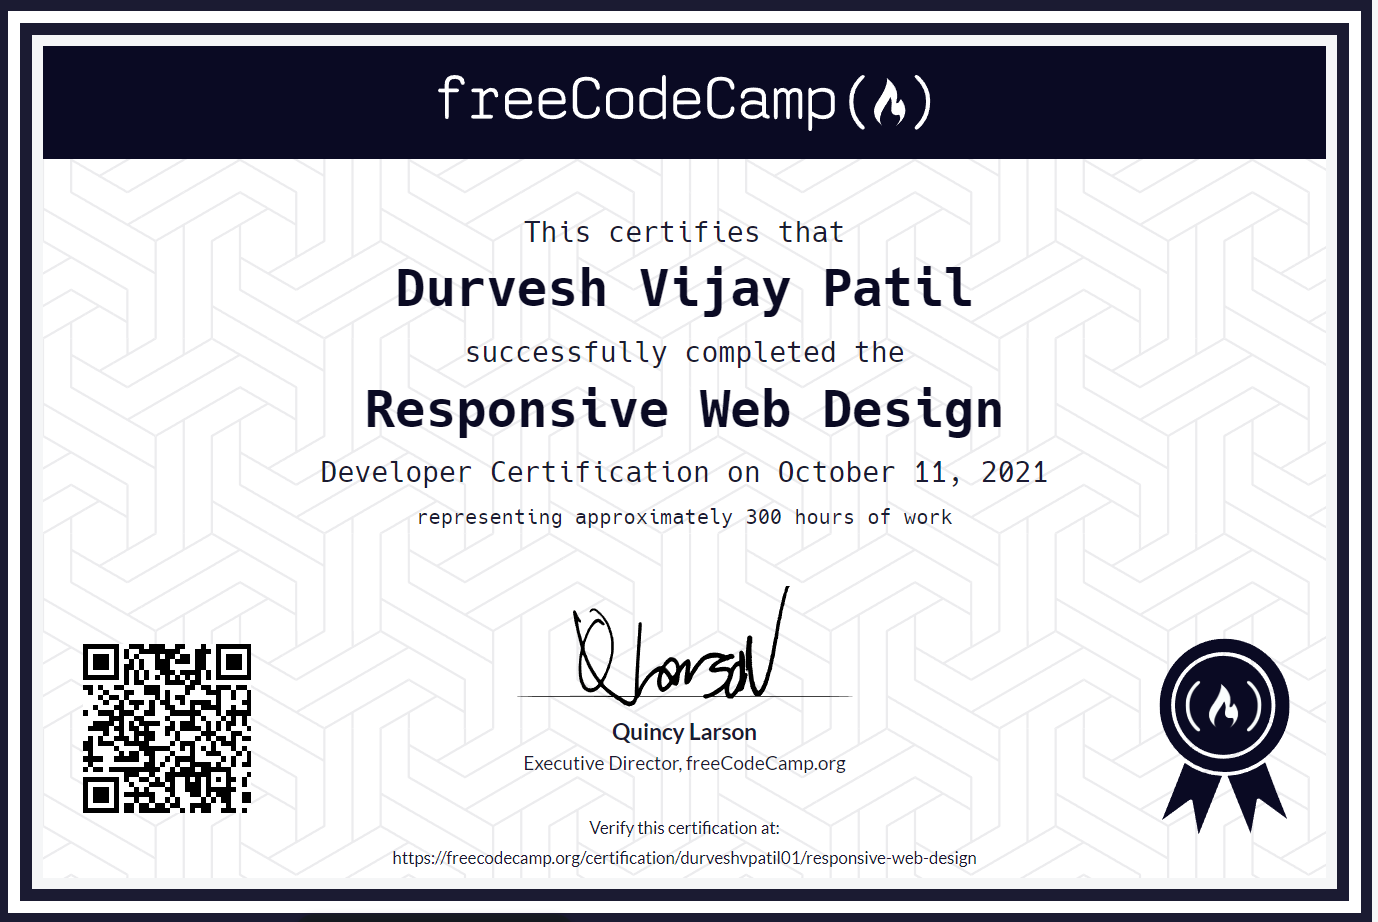 freeCodeCamp
This certifies that
Durvesh Vijay Patil
successfully completed the
Responsive Web Design
Developer Certification on October 11, 2021
representing approximately 300 hours of work
Quincy Larson
Executive Director, freeCodeCamp.org
Verify this certification at:
https://freecodecamp.org/certification/durveshvpatil01/responsive-web-design